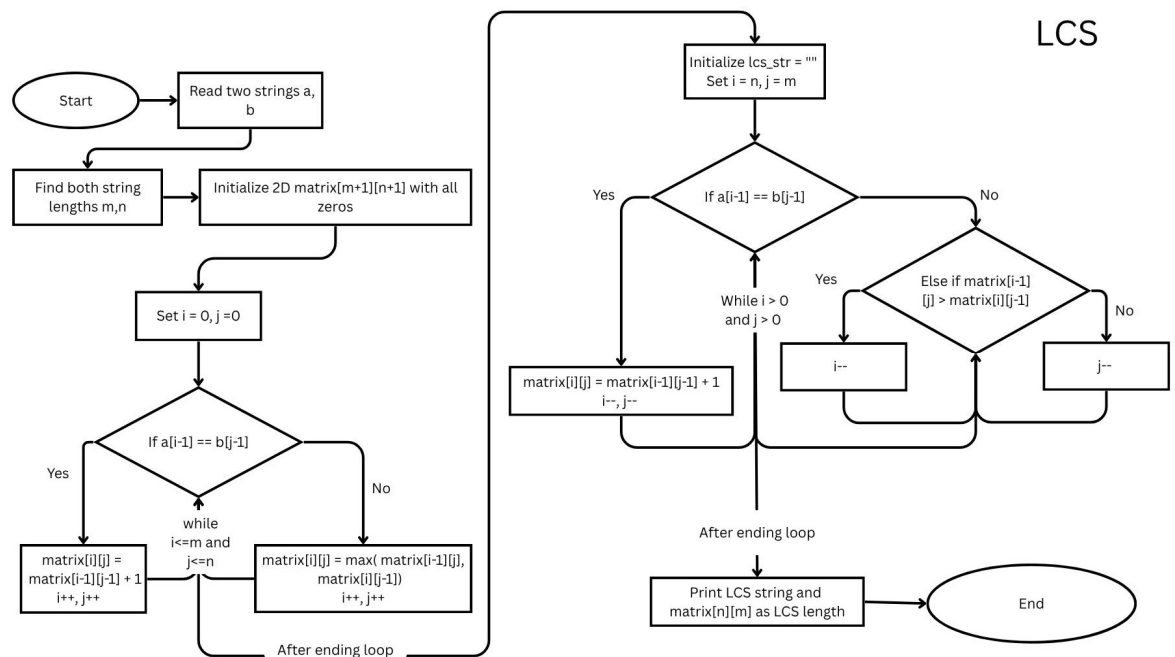 LCS
Start
Read two strings a,
b
Find both string
lengths m,n
Initialize 2D matrix[m+1][n+1] with all
zeros
Set i = 0, j =0
If a[i-1] == b[j-1]
Yes
No
while
i<=m and
j<=n
matrix[i][j] =
matrix[i-1][j-1] + 1
i++, j++
matrix[i][j] = max( matrix[i-1][j],
matrix[i][j-1])
i++, j++
After ending loop
Initialize lcs_str = ""
Set i = n, j = m
If a[i-1] == b[j-1]
Yes
No
While i > 0
and j > 0
matrix[i][j] = matrix[i-1][j-1] + 1
i--, j--
Else if matrix[i-1]
[j] > matrix[i][j-1]
Yes
No
i--
j--
After ending loop
Print LCS string and
matrix[n][m] as LCS length
End